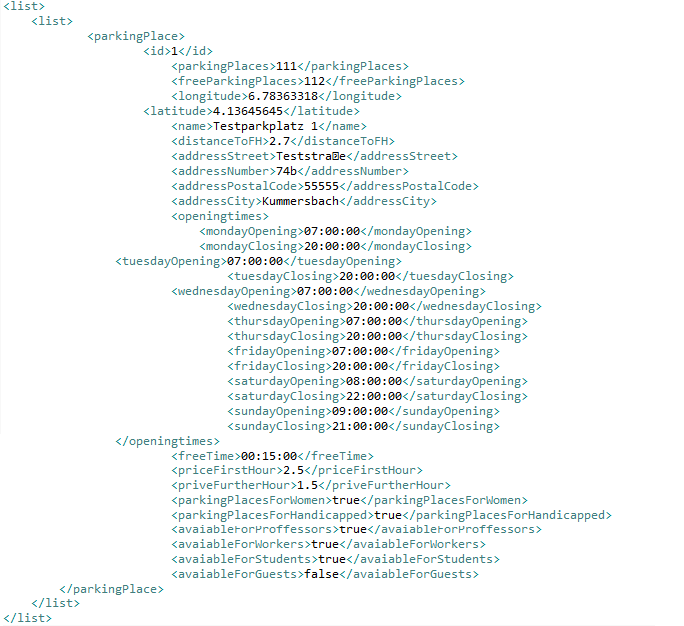 <list>
<list>
<parkingPlace>
<id>1</id>
<parkingPlaces>111</parkingPlaces>
<freeParkingPlaces>112</freeParkingPlaces>
<longitude>6.78363318</longitude>
<latitude>4.13645645</latitude>
<name>Testparkplatz 1</name>
<distanceToFH>2.7</distanceToFH>
<addressStreet>Teststra�e</addressStreet>
<addressNumber>74b</addressNumber>
<addressPostalCode>55555</addressPostalCode>
<addressCity>Kummersbach</addressCity>
<openingtimes>
<mondayOpening>07:00:00</mondayOpening>
<mondayClosing>20:00:00</mondayClosing>
<tuesdayOpening>07:00:00</tuesdayOpening>
<tuesdayClosing>20:00:00</tuesdayClosing>
<wednesdayOpening>07:00:00</wednesdayOpening>
<wednesdayClosing>20:00:00</wednesdayClosing>
<thursdayOpening>07:00:00</thursdayOpening>
<thursdayClosing>20:00:00</thursdayClosing>
<fridayOpening>07:00:00</fridayOpening>
<fridayClosing>20:00:00</fridayClosing>
<saturdayOpening>08:00:00</saturdayOpening>
<saturdayClosing>22:00:00</saturdayClosing>
<sundayOpening>09:00:00</sundayOpening>
<sundayClosing>21:00:00</sundayClosing>
</openingtimes>
<freeTime>00:15:00</freeTime>
<priceFirstHour>2.5</priceFirstHour>
<priveFurtherHour>1.5</priveFurtherHour>
<parkingPlacesForWomen>true</parkingPlacesForWomen>
<parkingPlacesForHandicapped>true</parkingPlacesForHandicapped>
<avaiableForProffessors>true</avaiableForProffessors>
<avaiableForWorkers>true</avaiableForWorkers>
<avaiableForStudents>true</avaiableForStudents>
<avaiableForGuests>false</avaiableForGuests>
</parkingPlace>
</list>
</list>